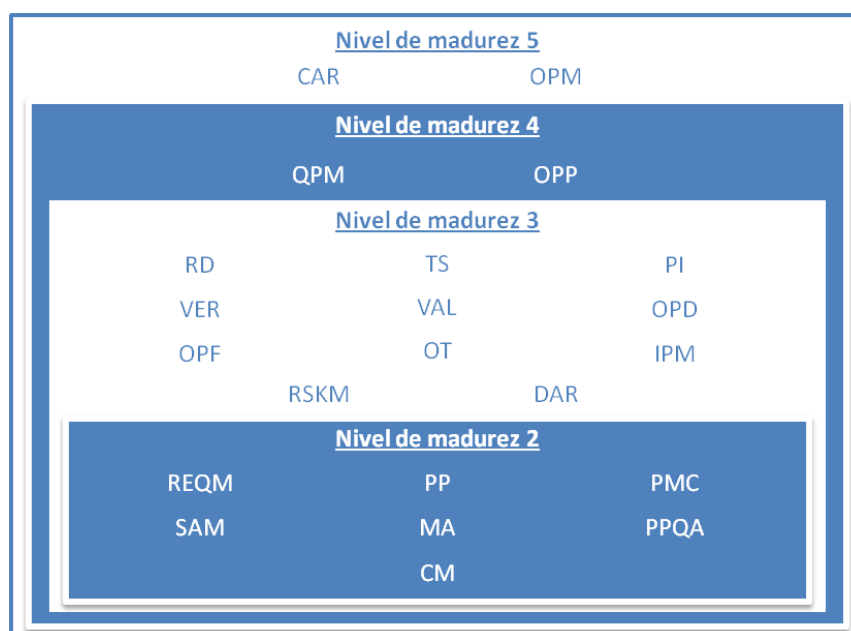 Nivel de madurez 5
CAR OPM
Nivel de madurez 4
QPM OPP
Nivel de madurez 3
RD TS PI
VER VAL OPD
OPF OT IPM
RSKM DAR
Nivel de madurez 2
REQM PP PMC
SAM MA PPQA
CM